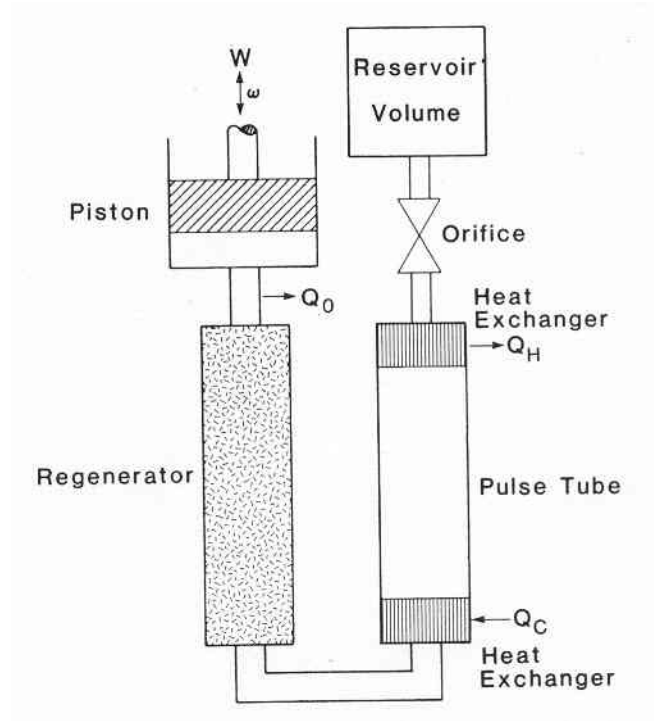 W
ω
Piston
Q0
Regenerator
Reservoir
Volume
Orifice
Heat
Exchanger
QH
Pulse Tube
QC
Heat
Exchanger